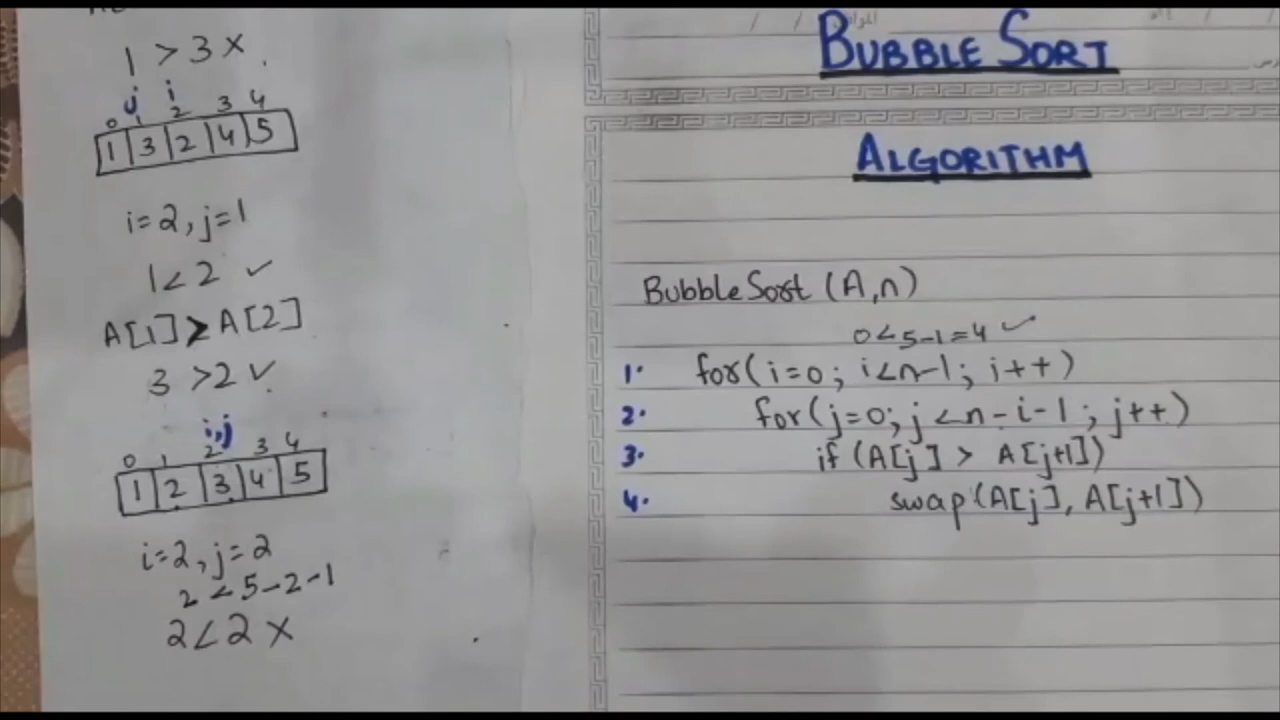 1 > 3 ×
j i
0 1 2 3 4
1 3 2 4 5
i=2, j=1
1<2 ✓
A[1]>A[2]
3 >2 ✓
i,j
0 1 2 3 4
1 2 3 4 5
i=2, j=2
2 < 5-2-1
2<2 ×
BUBBLE SORT
ALGORITHM
BubbleSort (A,n)
0<5-1=4 ✓
1. for(i=0; i<n-1; i++)
2. for(j=0; j<n-i-1; j++)
3. if (A[j] > A[j+1])
4. swap(A[j], A[j+1])